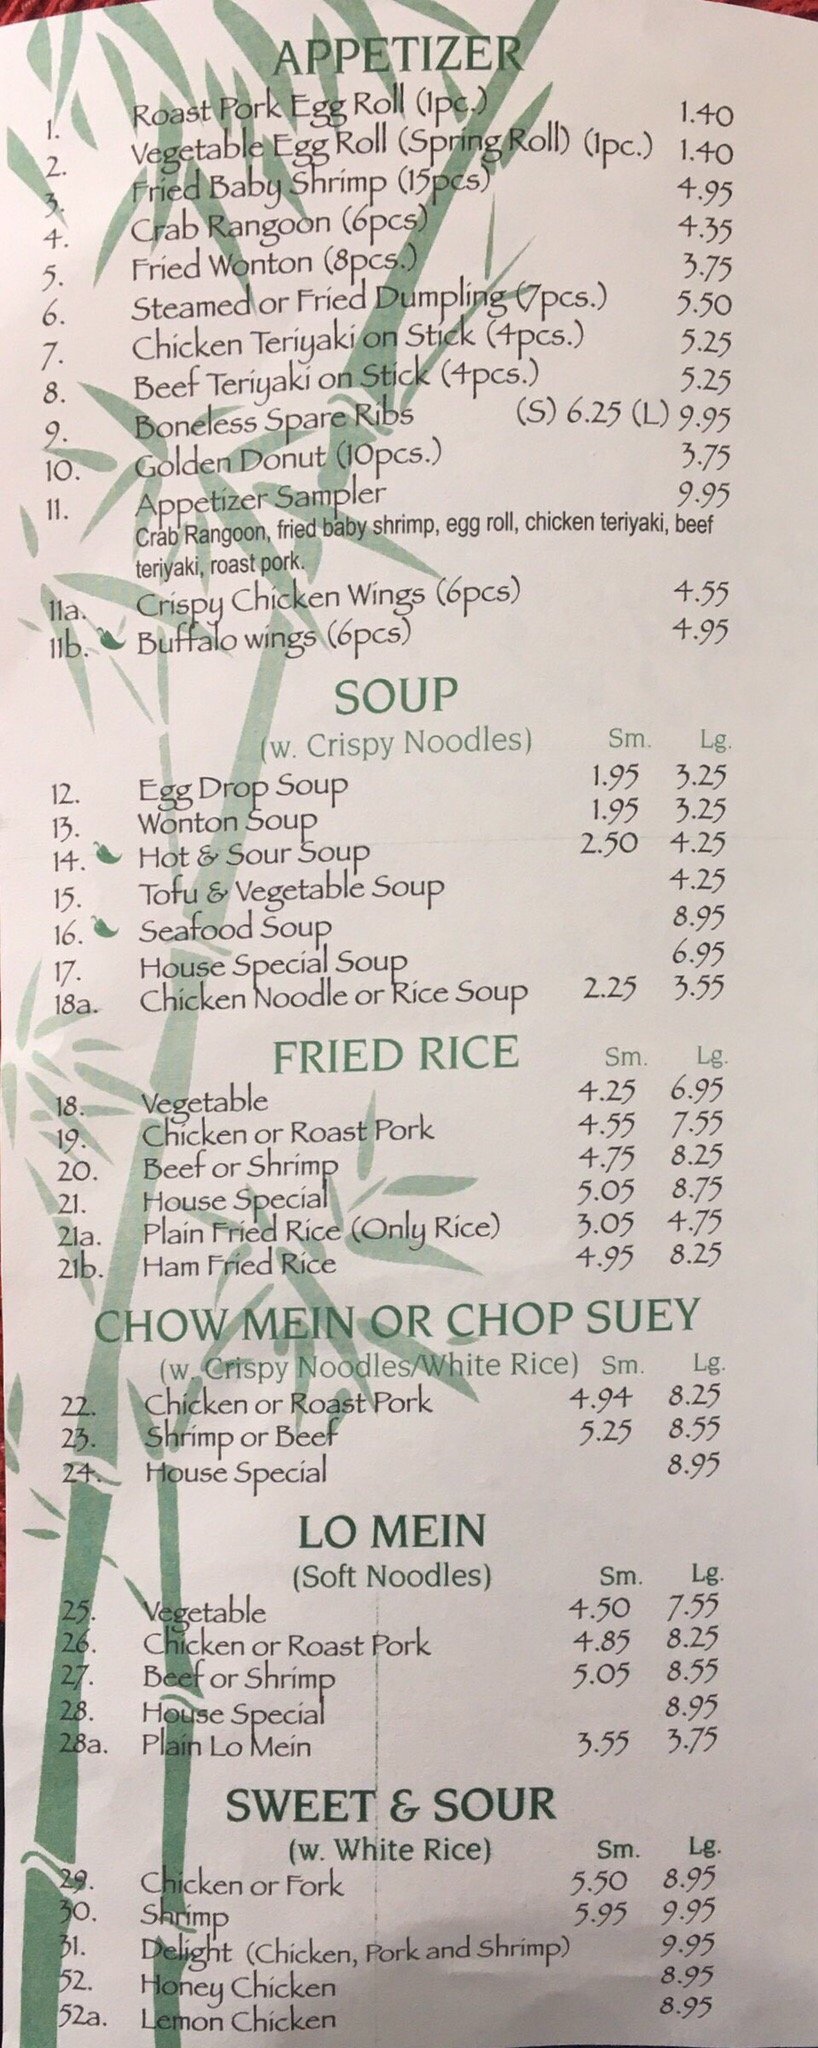 APPETIZER
1. Roast Pork Egg Roll (1pc.) 1.40
2. Vegetable Egg Roll (Spring Roll) (1pc.) 1.40
3. Fried Baby Shrimp (15pcs) 4.95
4. Crab Rangoon (6pcs) 4.35
5. Fried Wonton (8pcs.) 3.75
6. Steamed or Fried Dumpling (7pcs.) 5.50
7. Chicken Teriyaki on Stick (4pcs.) 5.25
8. Beef Teriyaki on Stick (4pcs.) 5.25
9. Boneless Spare Ribs (S) 6.25 (L) 9.95
10. Golden Donut (10pcs.) 3.75
11. Appetizer Sampler 9.95
Crab Rangoon, fried baby shrimp, egg roll, chicken teriyaki, beef
teriyaki, roast pork.
11a. Crispy Chicken Wings (6pcs) 4.55
11b. Buffalo wings (6pcs) 4.95
SOUP
(w. Crispy Noodles) Sm. Lg.
12. Egg Drop Soup 1.95 3.25
13. Wonton Soup 1.95 3.25
14. Hot & Sour Soup 2.50 4.25
15. Tofu & Vegetable Soup 4.25
16. Seafood Soup 8.95
17. House Special Soup 6.95
18a. Chicken Noodle or Rice Soup 2.25 3.55
FRIED RICE Sm. Lg.
18. Vegetable 4.25 6.95
19. Chicken or Roast Pork 4.55 7.55
20. Beef or Shrimp 4.75 8.25
21. House Special 5.05 8.75
21a. Plain Fried Rice (Only Rice) 3.05 4.75
21b. Ham Fried Rice 4.95 8.25
CHOW MEIN OR CHOP SUEY
(w. Crispy Noodles/White Rice) Sm. Lg.
22. Chicken or Roast Pork 4.94 8.25
23. Shrimp or Beef 5.25 8.55
24. House Special 8.95
LO MEIN
(Soft Noodles) Sm. Lg.
25. Vegetable 4.50 7.55
26. Chicken or Roast Pork 4.85 8.25
27. Beef or Shrimp 5.05 8.55
28. House Special 8.95
28a. Plain Lo Mein 3.55 3.75
SWEET & SOUR
(w. White Rice) Sm. Lg.
29. Chicken or Fork 5.50 8.95
30. Shrimp 5.95 9.95
31. Delight (Chicken, Pork and Shrimp) 9.95
52. Honey Chicken 8.95
52a. Lemon Chicken 8.95